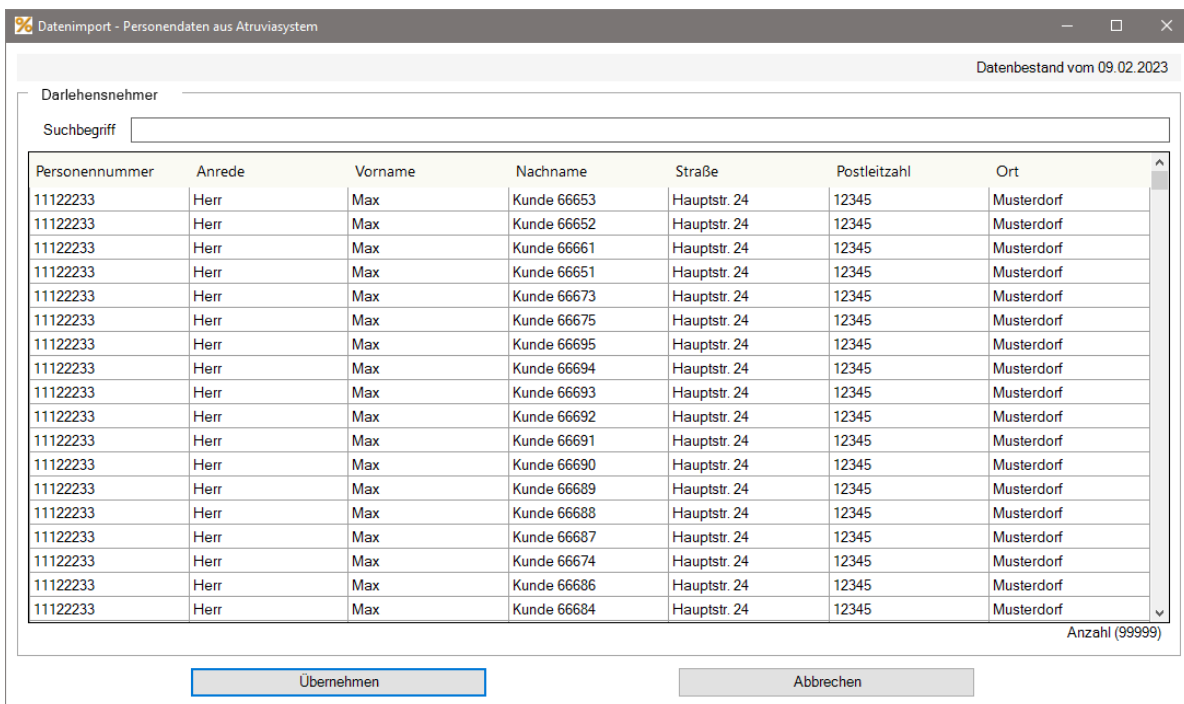 Datenimport - Personendaten aus Atruviasystem
Datenbestand vom 09.02.2023
Darlehensnehmer
Suchbegriff
Personennummer Anrede Vorname Nachname Straße Postleitzahl Ort
11122233 Herr Max Kunde 66653 Hauptstr. 24 12345 Musterdorf
11122233 Herr Max Kunde 66652 Hauptstr. 24 12345 Musterdorf
11122233 Herr Max Kunde 66661 Hauptstr. 24 12345 Musterdorf
11122233 Herr Max Kunde 66651 Hauptstr. 24 12345 Musterdorf
11122233 Herr Max Kunde 66673 Hauptstr. 24 12345 Musterdorf
11122233 Herr Max Kunde 66675 Hauptstr. 24 12345 Musterdorf
11122233 Herr Max Kunde 66695 Hauptstr. 24 12345 Musterdorf
11122233 Herr Max Kunde 66694 Hauptstr. 24 12345 Musterdorf
11122233 Herr Max Kunde 66693 Hauptstr. 24 12345 Musterdorf
11122233 Herr Max Kunde 66692 Hauptstr. 24 12345 Musterdorf
11122233 Herr Max Kunde 66691 Hauptstr. 24 12345 Musterdorf
11122233 Herr Max Kunde 66690 Hauptstr. 24 12345 Musterdorf
11122233 Herr Max Kunde 66689 Hauptstr. 24 12345 Musterdorf
11122233 Herr Max Kunde 66688 Hauptstr. 24 12345 Musterdorf
11122233 Herr Max Kunde 66687 Hauptstr. 24 12345 Musterdorf
11122233 Herr Max Kunde 66674 Hauptstr. 24 12345 Musterdorf
11122233 Herr Max Kunde 66686 Hauptstr. 24 12345 Musterdorf
11122233 Herr Max Kunde 66684 Hauptstr. 24 12345 Musterdorf
Anzahl (99999)
Übernehmen Abbrechen